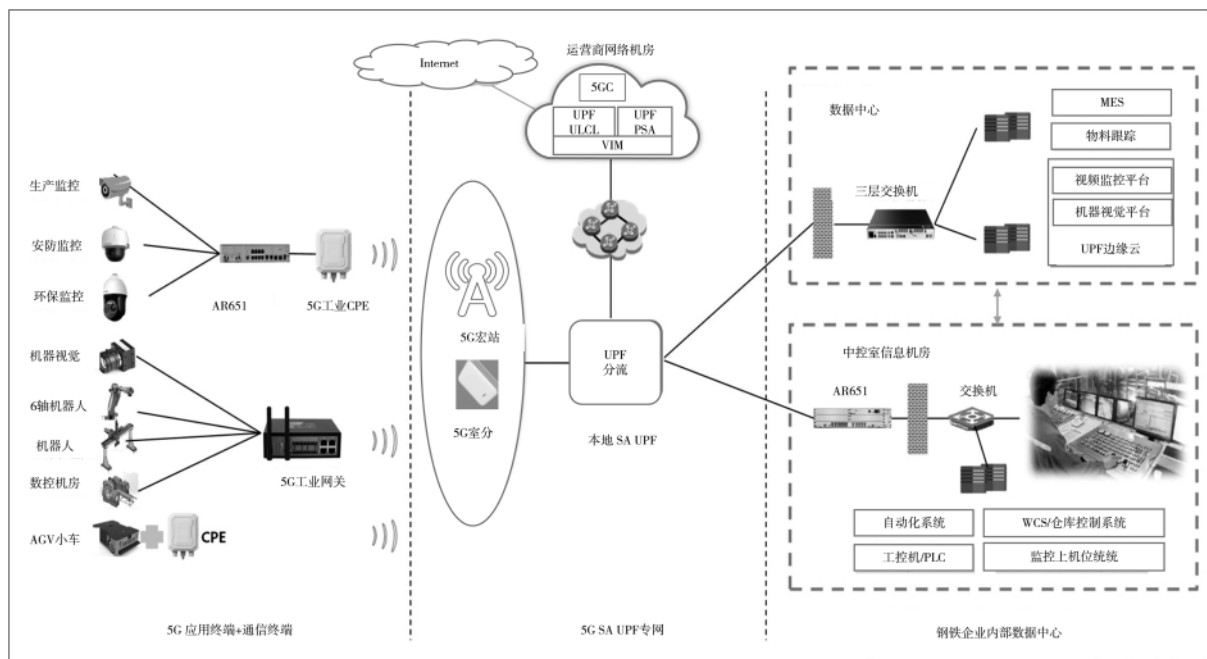 Internet
运营商网络机房
5GC
UPF
ULCL
UPF
PSA
VIM
生产监控
安防监控
环保监控
AR651
5G工业CPE
机器视觉
6轴机器人
机器人
数控机房
5G工业网关
AGV小车
CPE
5G 应用终端+通信终端
5G宏站
5G室分
UPF
分流
本地 SA UPF
5G SA UPF专网
数据中心
三层交换机
MES
物料跟踪
视频监控平台
机器视觉平台
UPF边缘云
中控室信息机房
AR651
交换机
自动化系统
WCS/仓库控制系统
工控机/PLC
监控上机位统统
钢铁企业内部数据中心